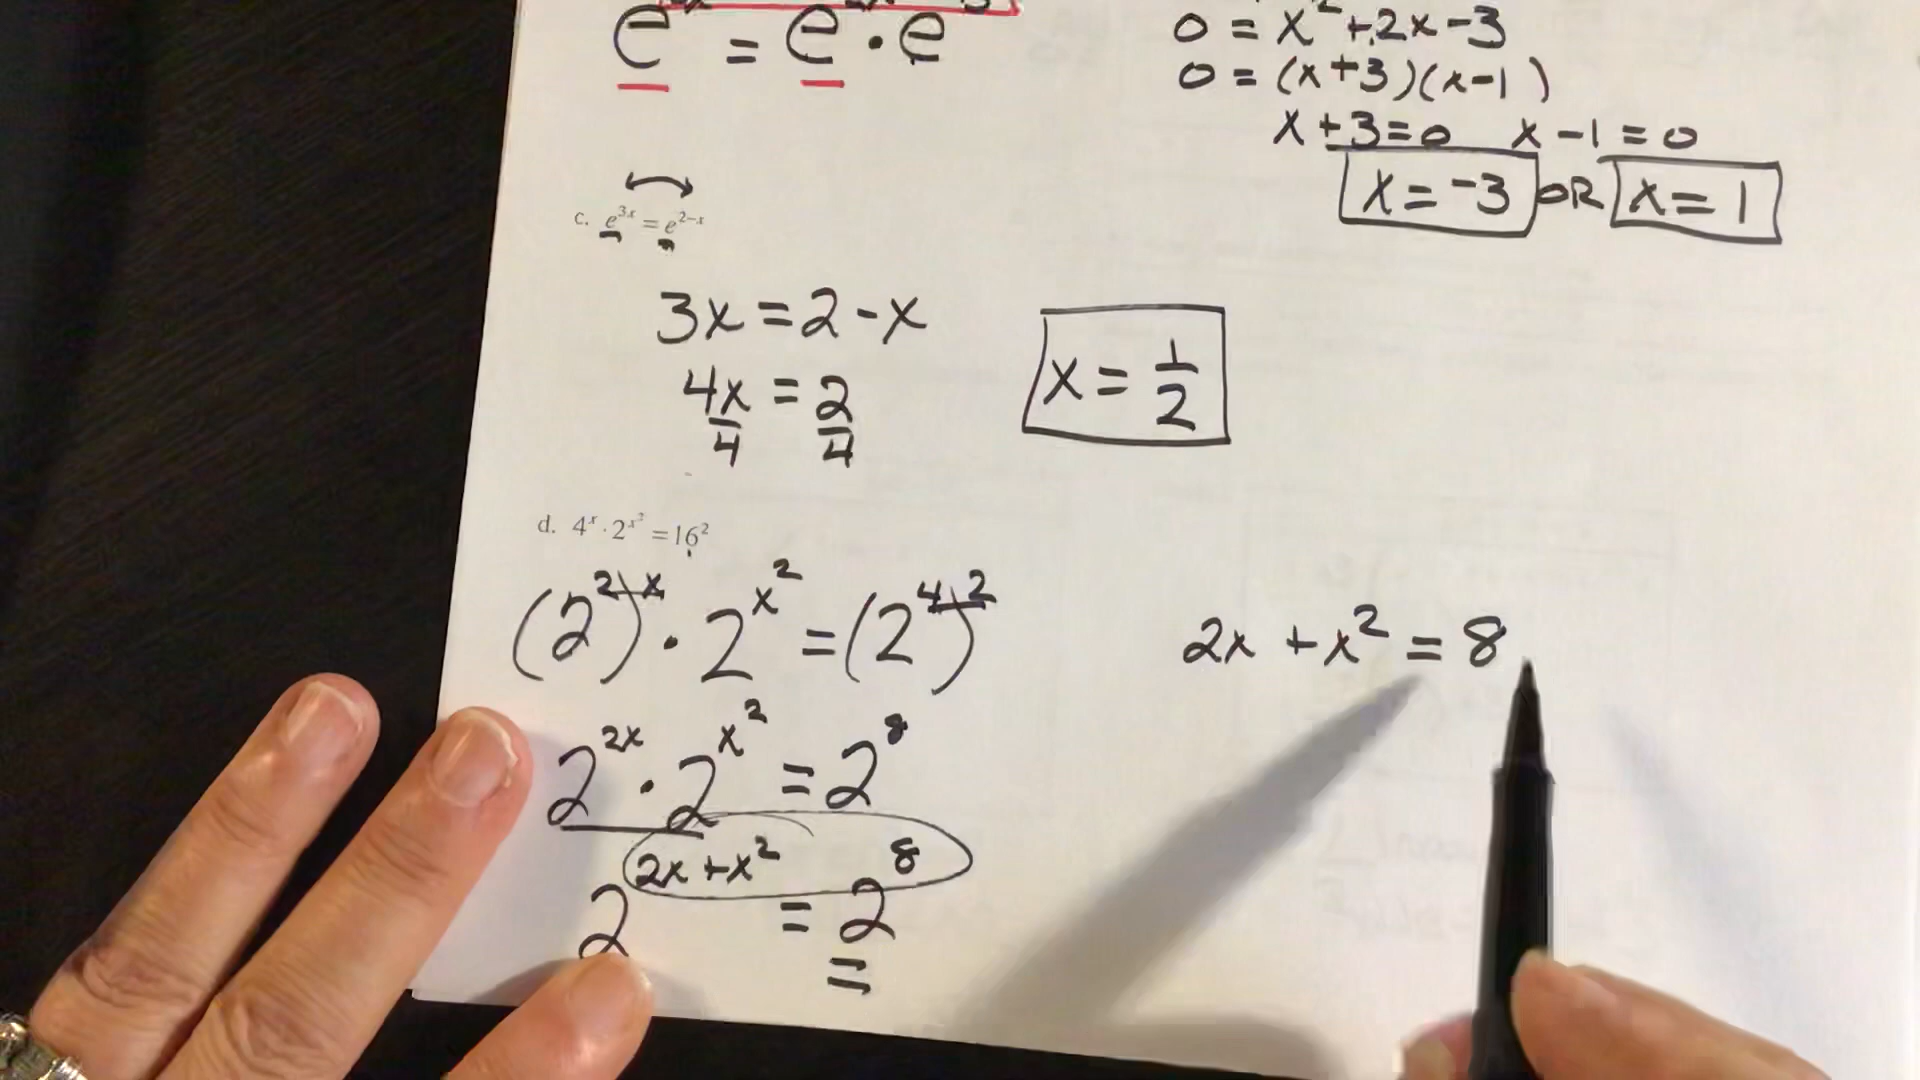 e = e · e
0 = x² + 2x - 3
0 = (x+3)(x-1)
x+3=0 x-1=0
x = -3 OR x = 1
c. e^{3x} = e^{2-x}
3x = 2 - x
4x/4 = 2/4
x = 1/2
d. 4^x · 2^{x²} = 16²
(2²)^x · 2^{x²} = (2⁴)²
2^{2x} · 2^{x²} = 2⁸
2^{2x+x²} = 2⁸
2x + x² = 8